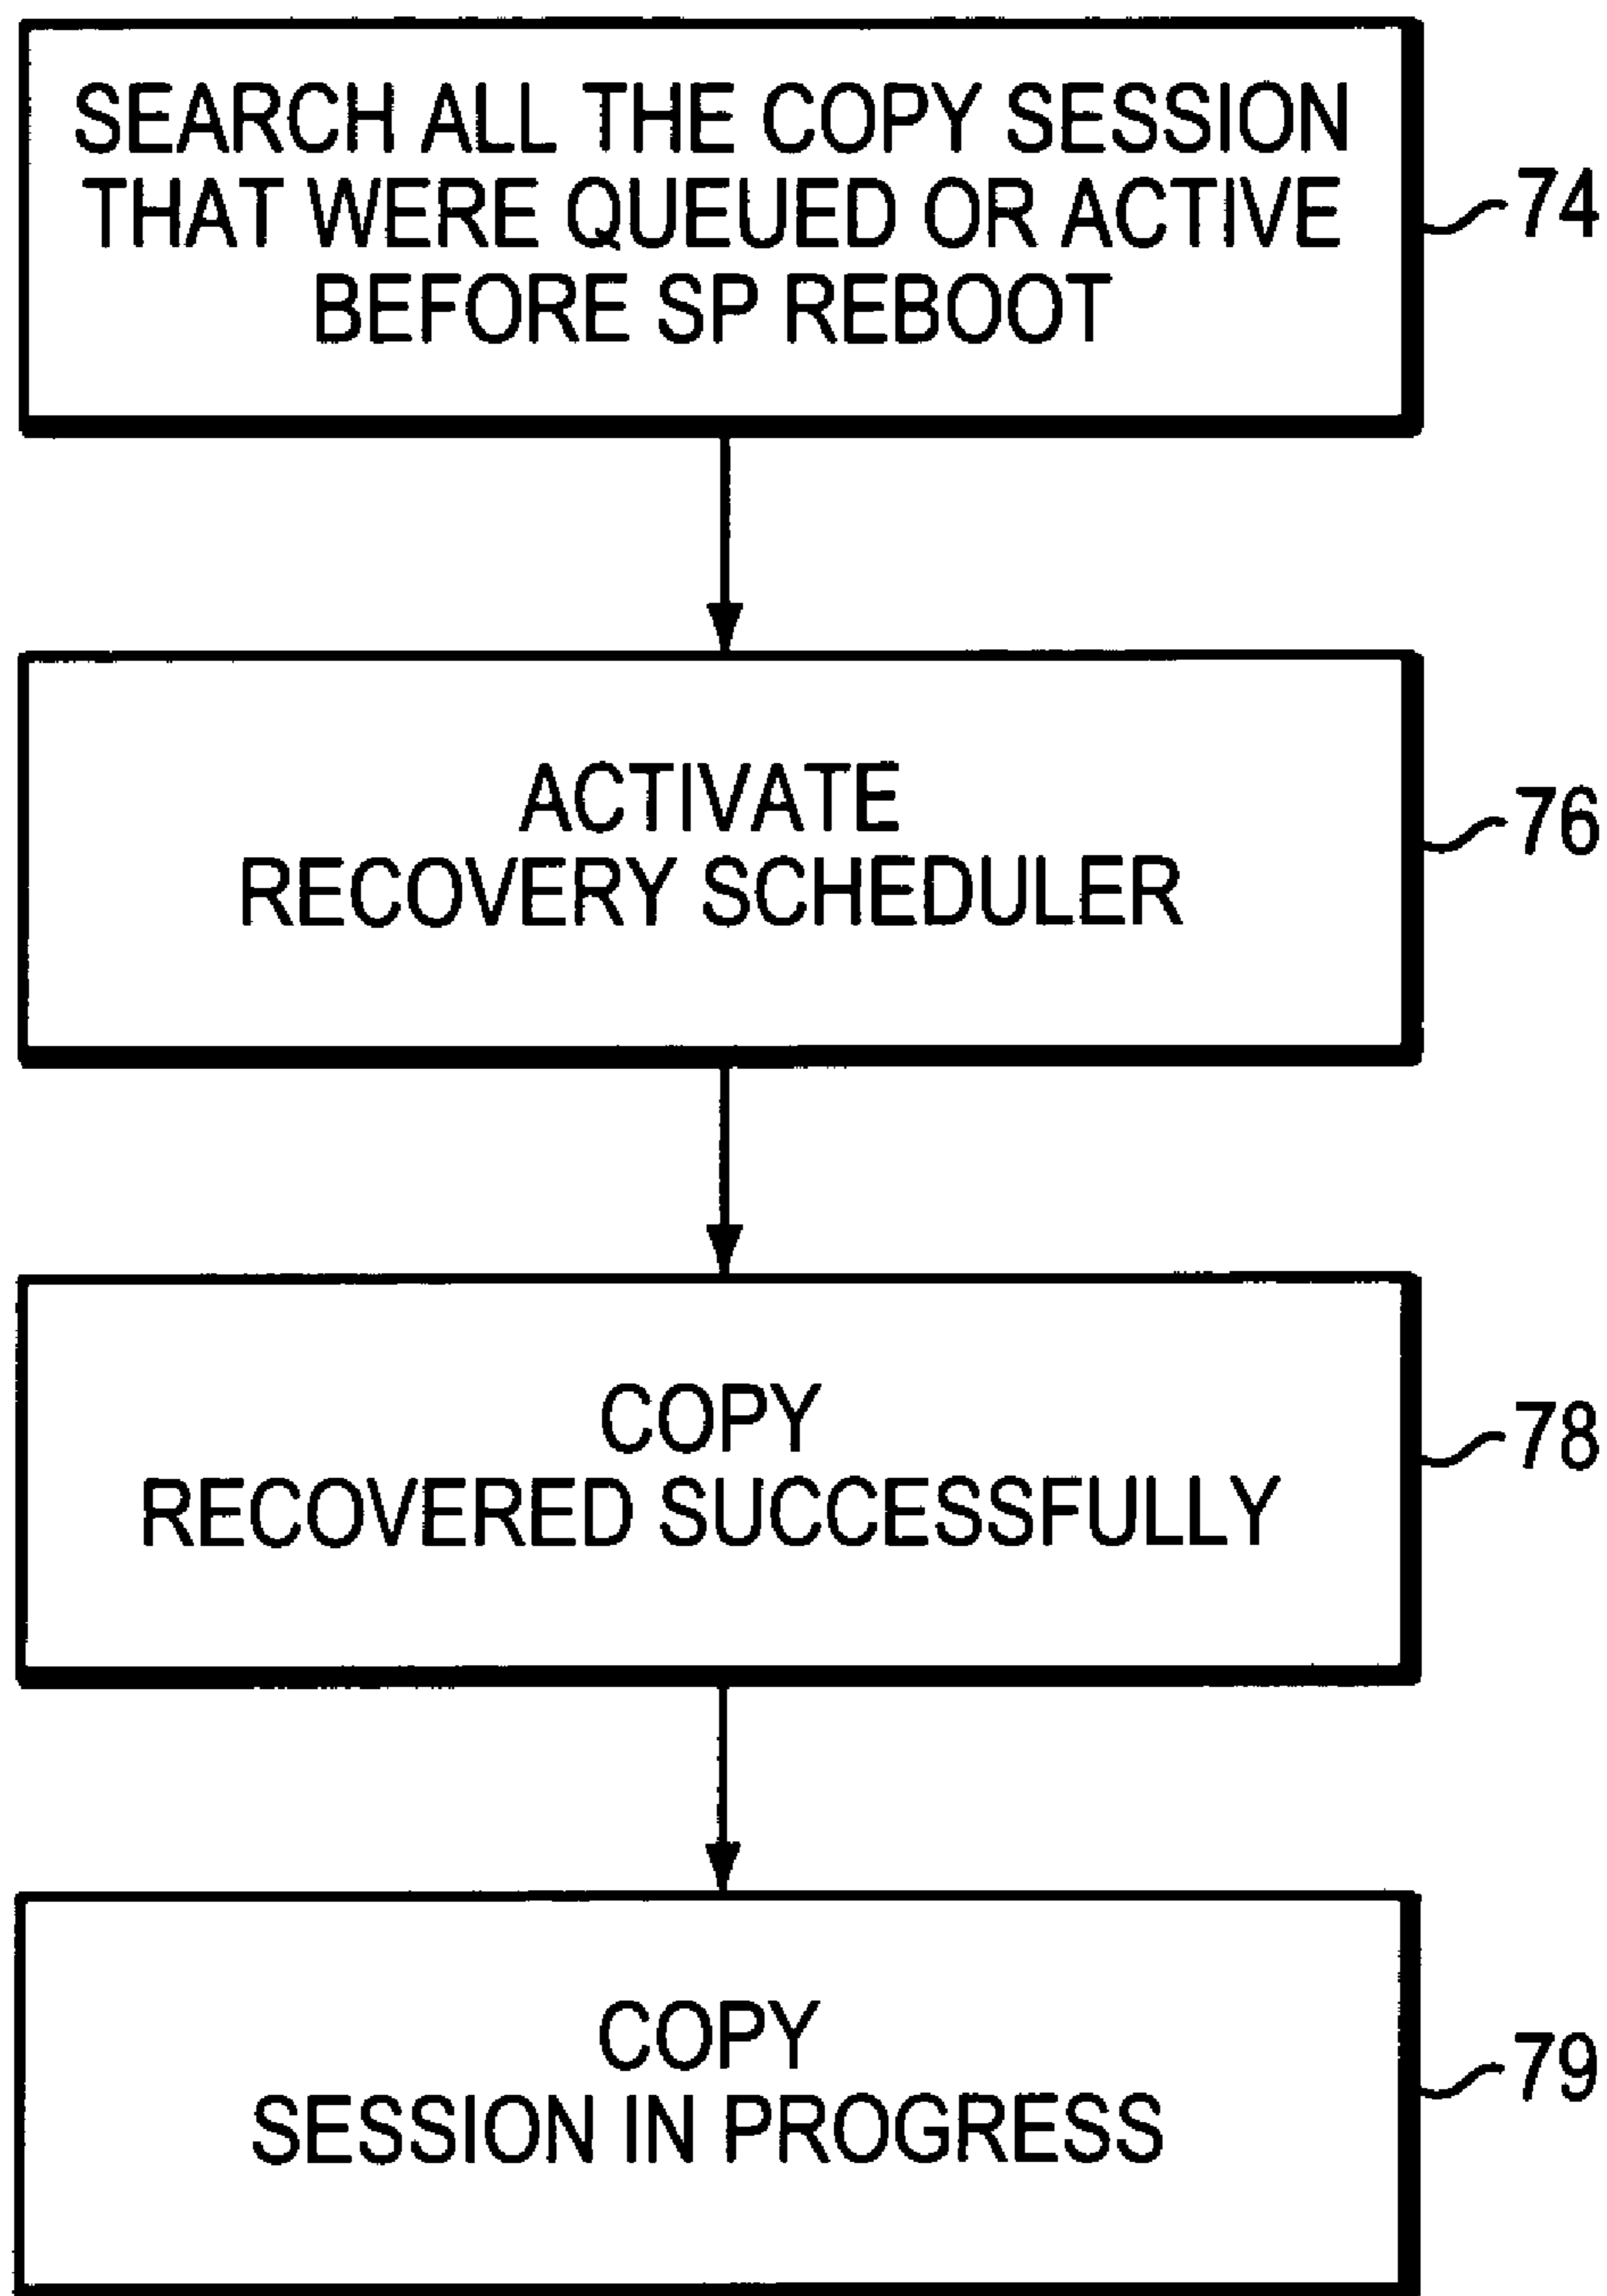 SEARCH ALL THE COPY SESSION
THAT WERE QUEUED OR ACTIVE
BEFORE SP REBOOT
74
ACTIVATE
RECOVERY SCHEDULER
76
COPY
RECOVERED SUCCESSFULLY
78
COPY
SESSION IN PROGRESS
79